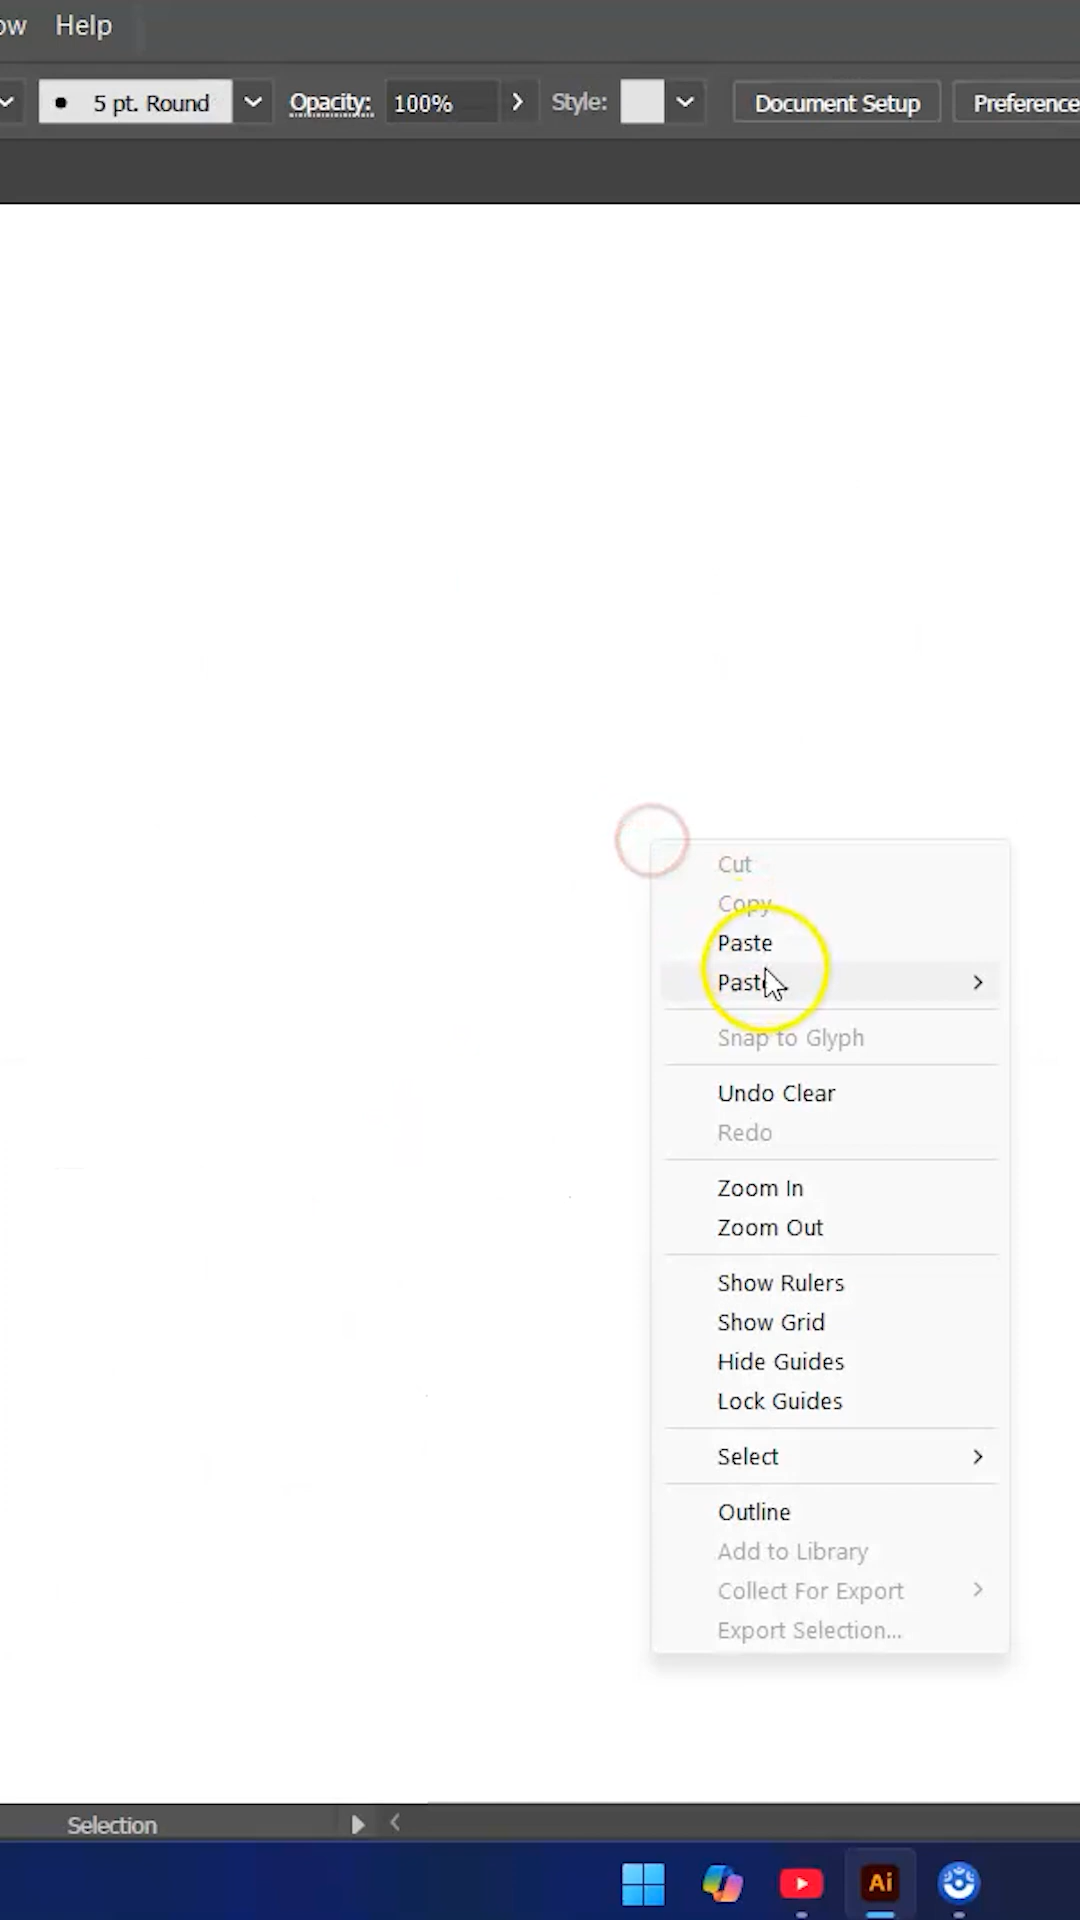 Help
5 pt. Round
Opacity:
100%
Style:
Document Setup
Preference
Cut
Copy
Paste
Snap to Glyph
Undo Clear
Redo
Zoom In
Zoom Out
Show Rulers
Show Grid
Hide Guides
Lock Guides
Select
Outline
Add to Library
Collect For Export
Export Selection...
Selection
Ai